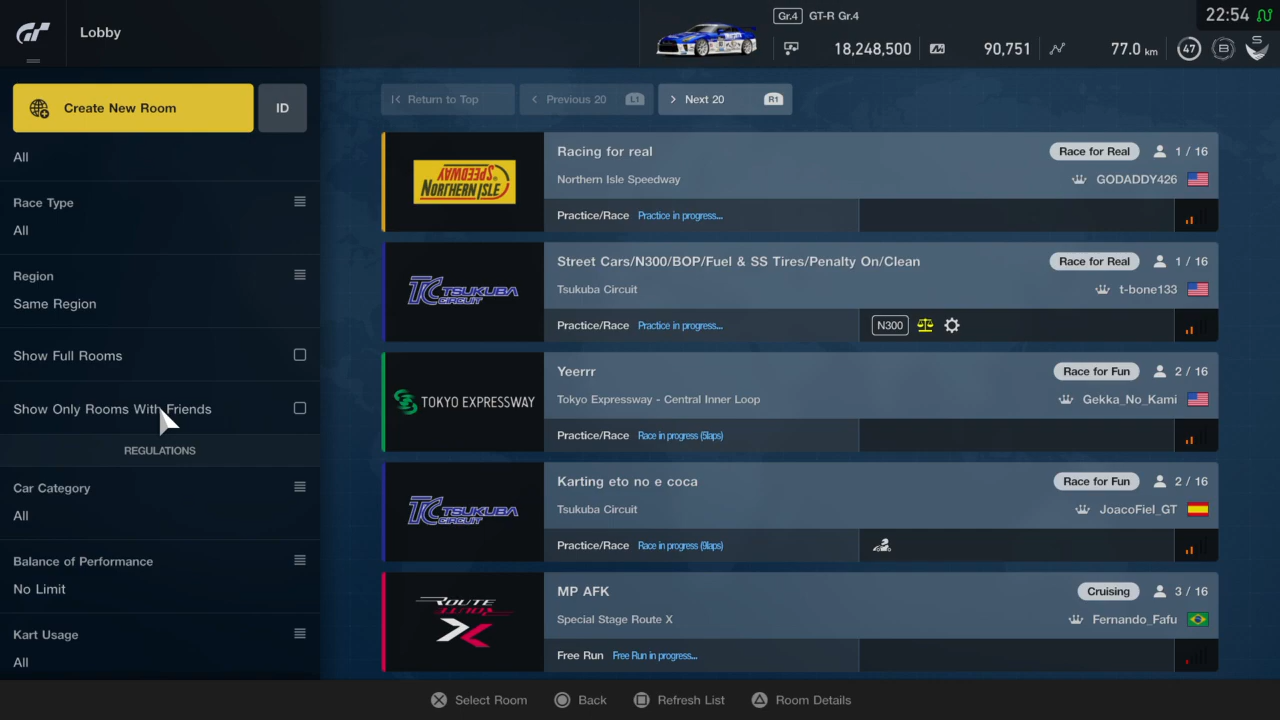 Lobby
Gr.4 GT-R Gr.4
18,248,500 90,751 77.0 km 47 B S
22:54
Create New Room ID
All
Race Type
All
Region
Same Region
Show Full Rooms
Show Only Rooms With Friends
REGULATIONS
Car Category
All
Balance of Performance
No Limit
Kart Usage
All
Return to Top Previous 20 L1 Next 20 R1
NORTHERN ISLE SPEEDWAY
Racing for real Race for Real 1 / 16
Northern Isle Speedway GODADDY426
Practice/Race Practice in progress...
TC TSUKUBA CIRCUIT
Street Cars/N300/BOP/Fuel & SS Tires/Penalty On/Clean Race for Real 1 / 16
Tsukuba Circuit t-bone133
Practice/Race Practice in progress... N300
TOKYO EXPRESSWAY
Yeerrr Race for Fun 2 / 16
Tokyo Expressway - Central Inner Loop Gekka_No_Kami
Practice/Race Race in progress (5laps)
TC TSUKUBA CIRCUIT
Karting eto no e coca Race for Fun 2 / 16
Tsukuba Circuit JoacoFiel_GT
Practice/Race Race in progress (9laps)
ROUTE X
MP AFK Cruising 3 / 16
Special Stage Route X Fernando_Fafu
Free Run Free Run in progress...
Select Room Back Refresh List Room Details